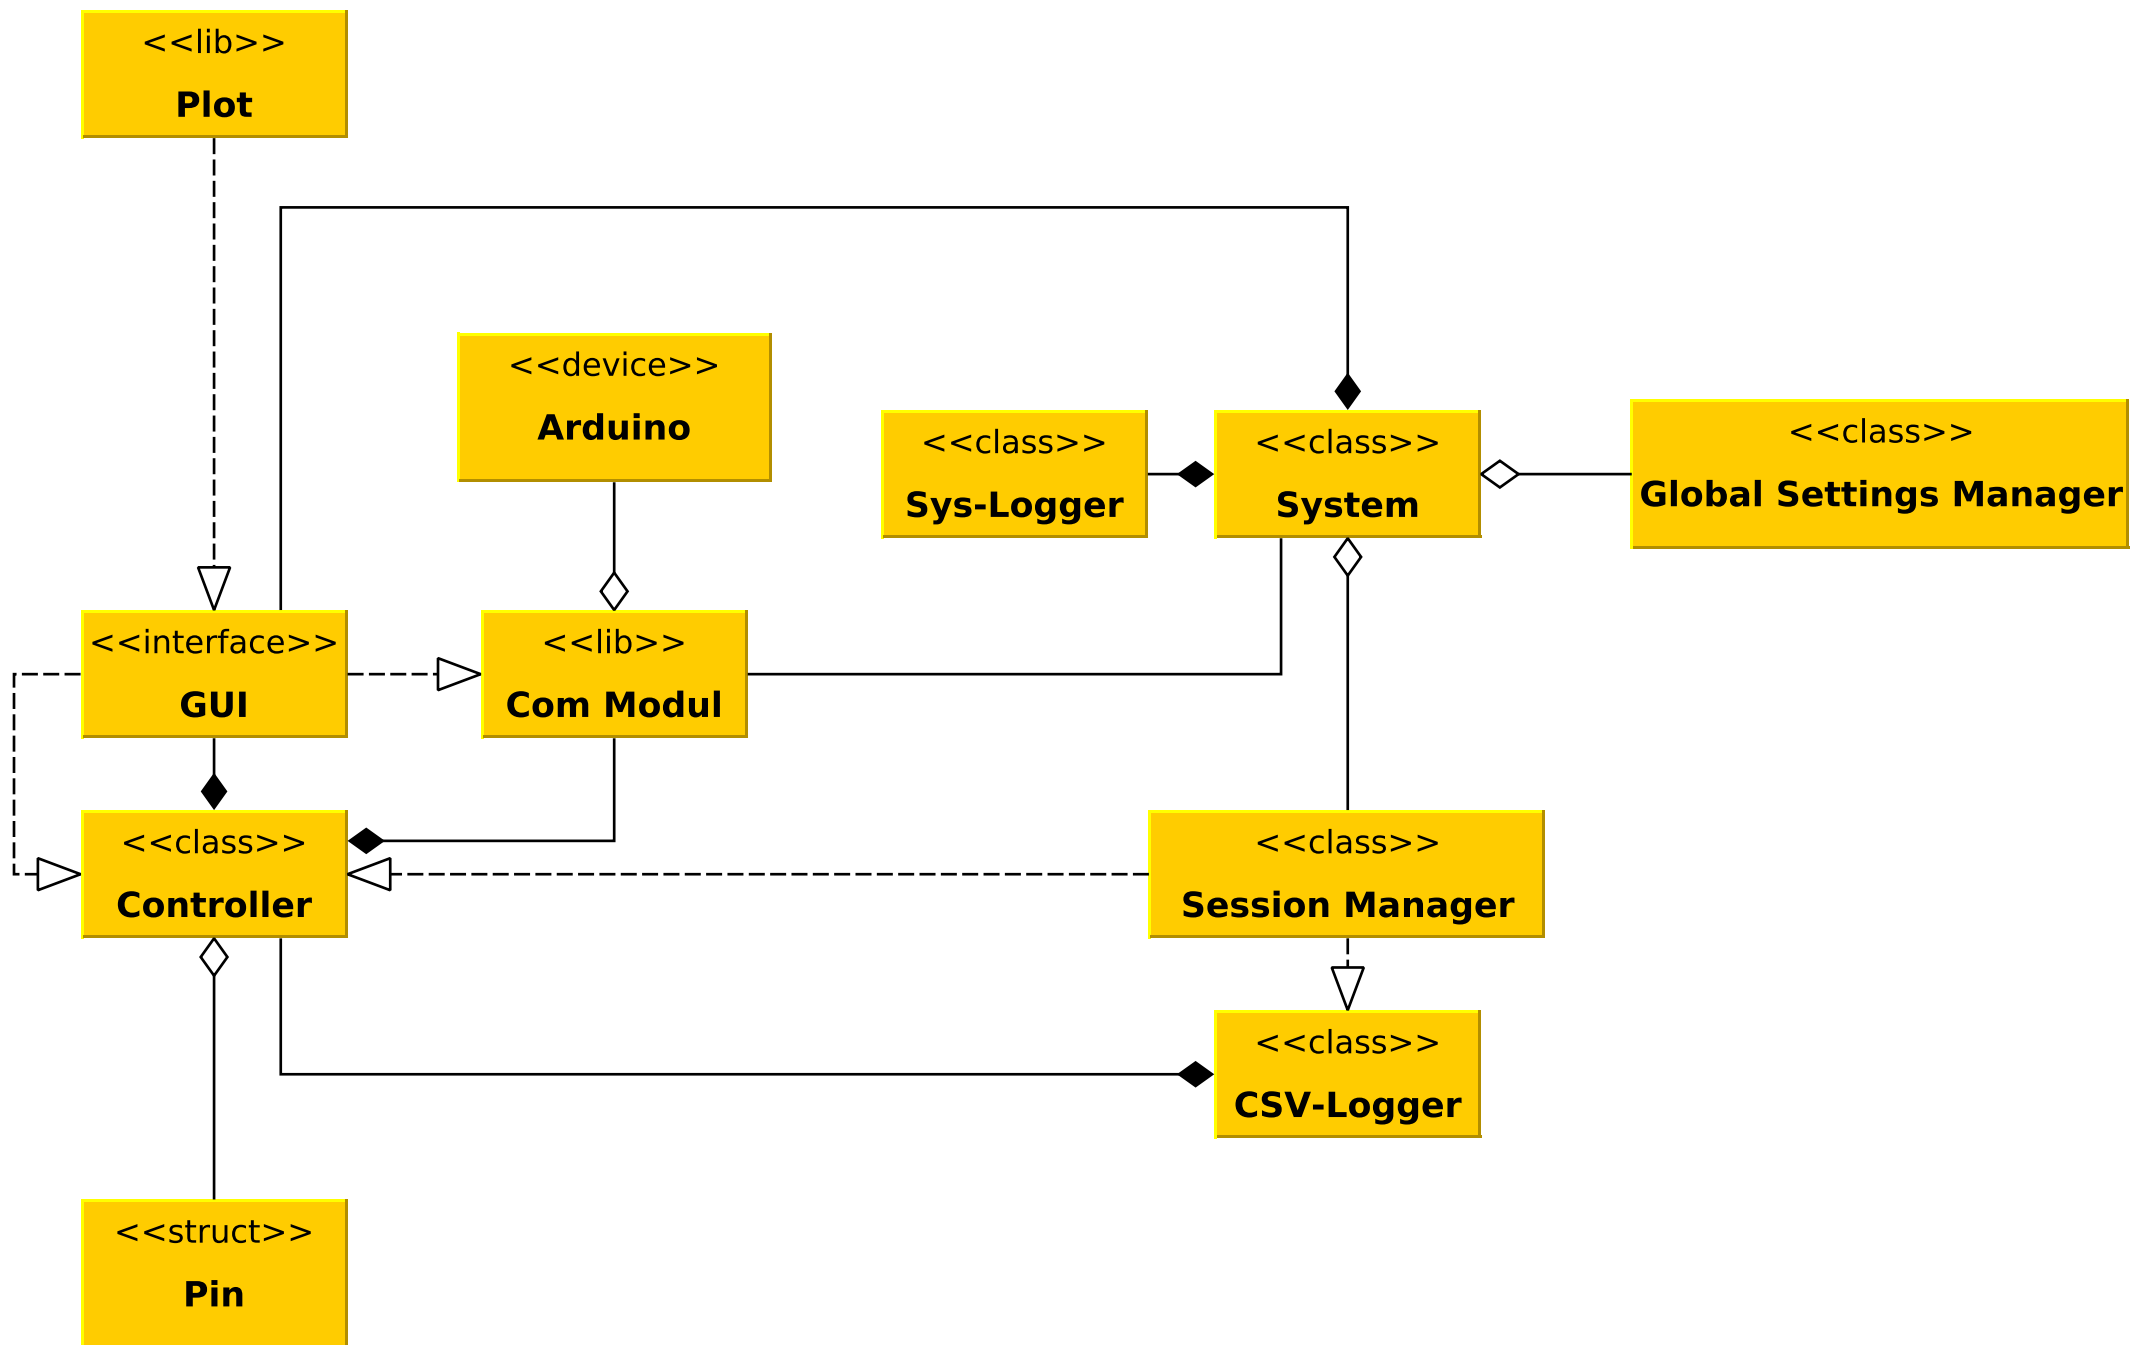 <<lib>>
Plot
<<device>>
Arduino
<<class>>
Sys-Logger
<<class>>
System
<<class>>
Global Settings Manager
<<interface>>
GUI
<<lib>>
Com Modul
<<class>>
Controller
<<class>>
Session Manager
<<class>>
CSV-Logger
<<struct>>
Pin